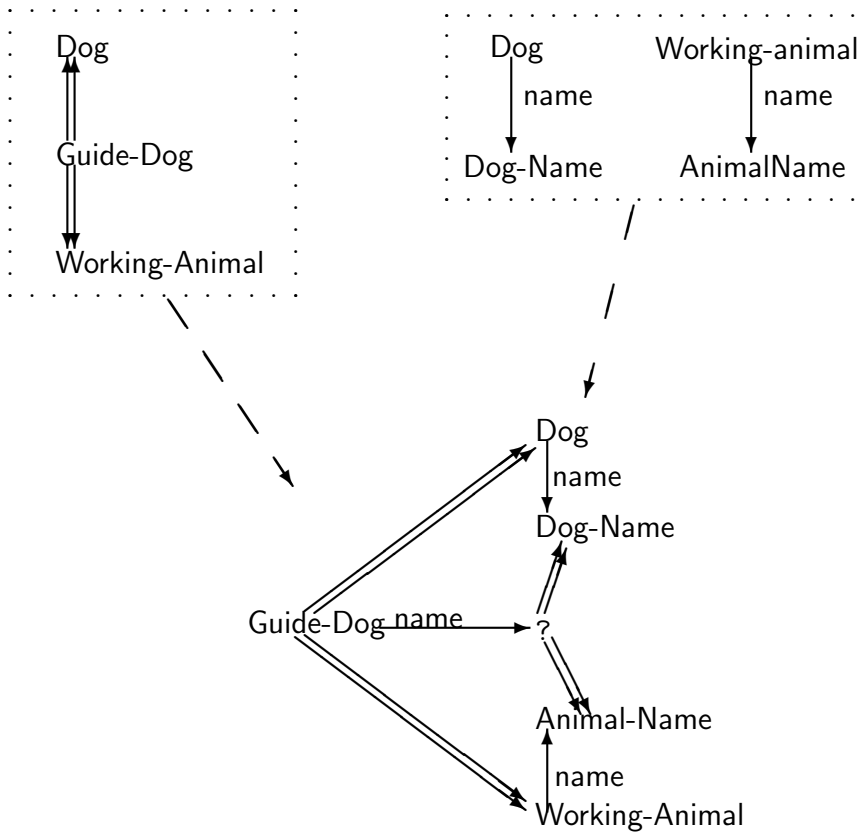 Dog
Guide-Dog
Working-Animal
Dog Working-animal
name name
Dog-Name AnimalName
Dog
name
Dog-Name
Guide-Dog name ?
Animal-Name
name
Working-Animal